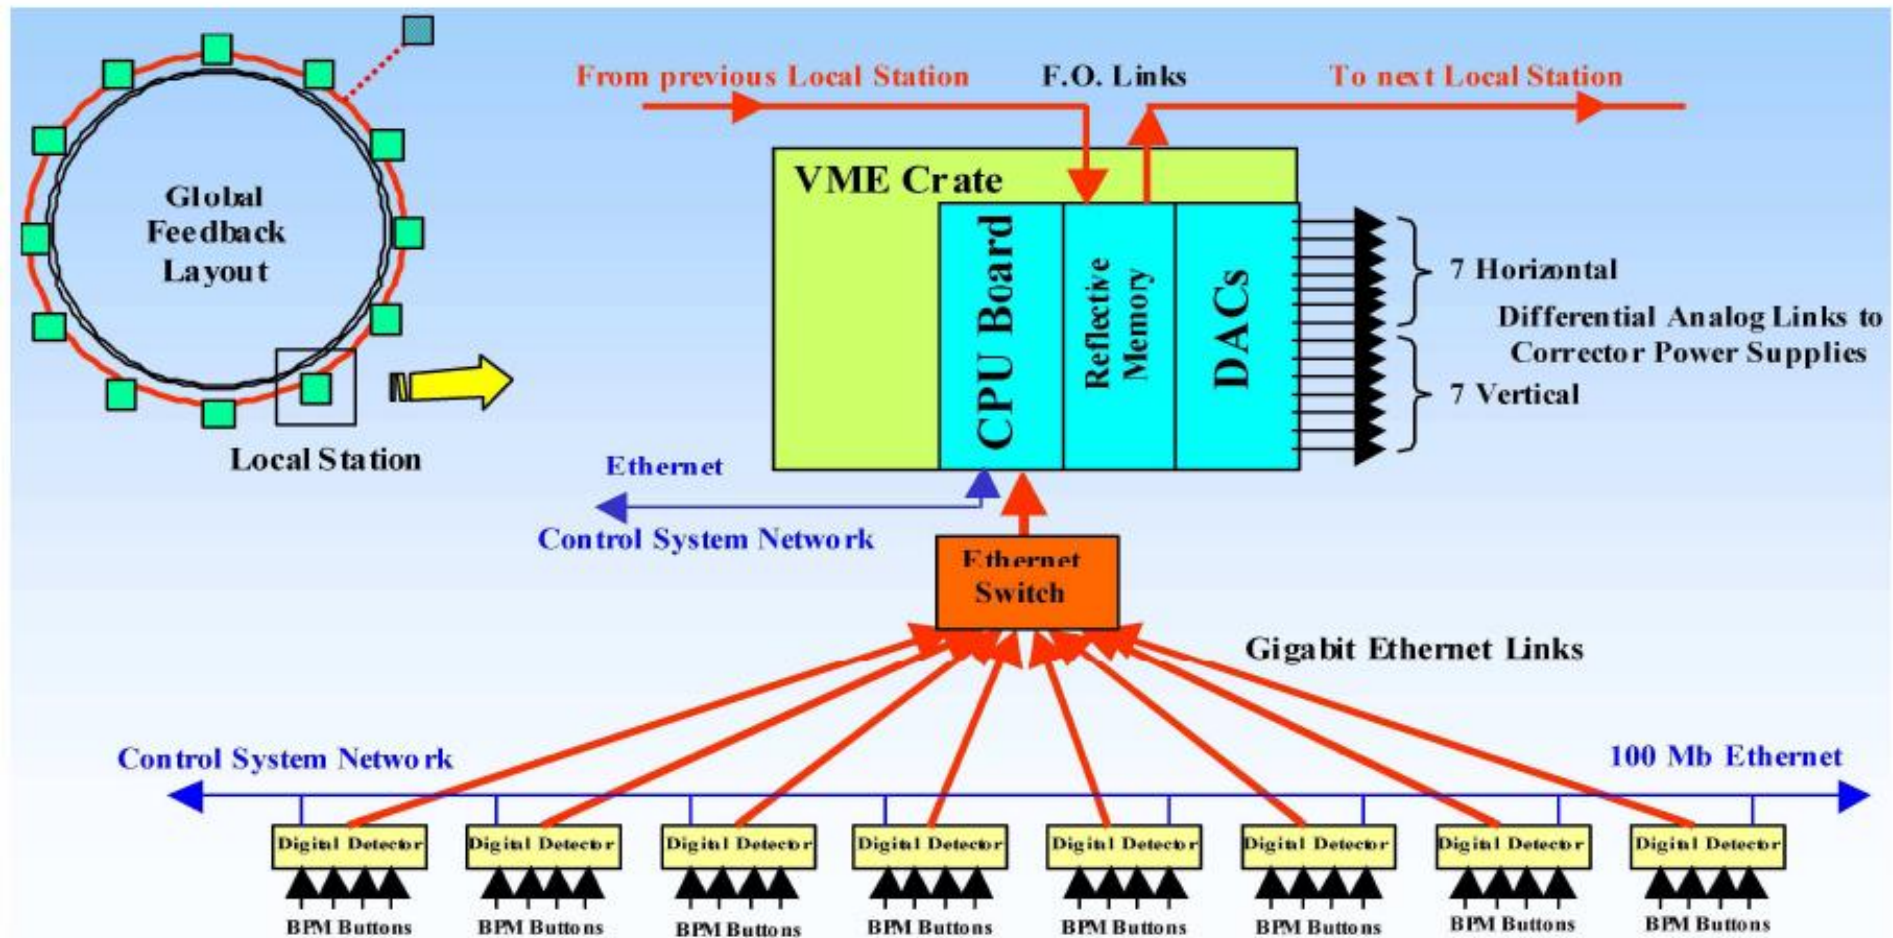 Global
Feedback
Layout
Local Station
From previous Local Station
F.O. Links
To next Local Station
VME Crate
CPU Board
Reflective
Memory
DACs
7 Horizontal
Differential Analog Links to
Corrector Power Supplies
7 Vertical
Ethernet
Control System Network
Ethernet
Switch
Gigabit Ethernet Links
Control System Network
100 Mb Ethernet
Digital Detector
Digital Detector
Digital Detector
Digital Detector
Digital Detector
Digital Detector
Digital Detector
Digital Detector
BPM Buttons
BPM Buttons
BPM Buttons
BPM Buttons
BPM Buttons
BPM Buttons
BPM Buttons
BPM Buttons